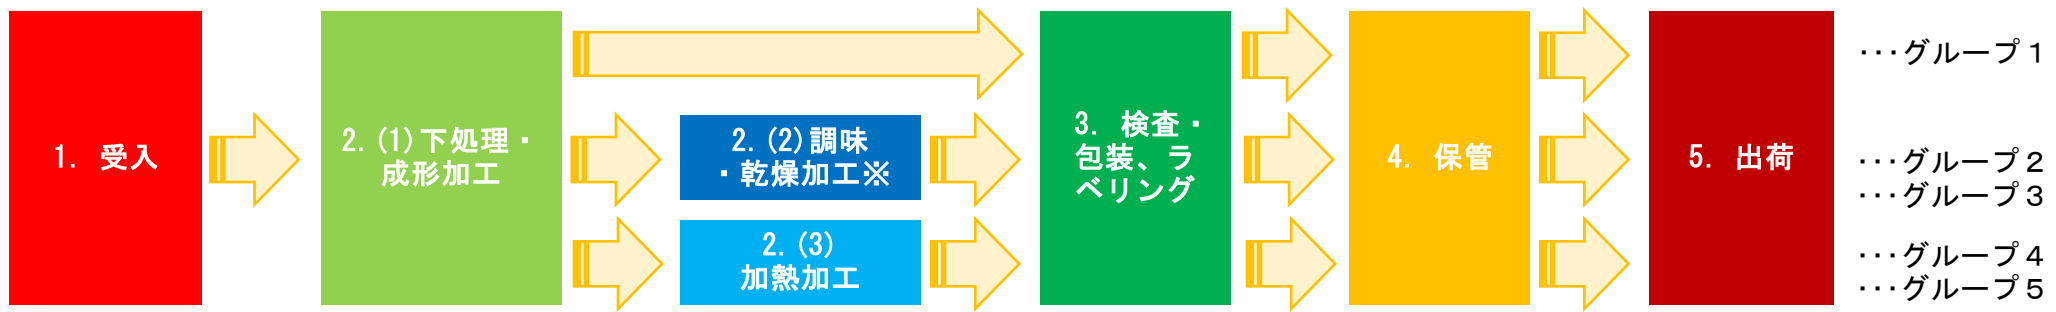 1. 受入
2.(1)下処理・
成形加工
2.(2)調味
・乾燥加工※
2.(3)
加熱加工
3. 検査・
包装、ラ
ベリング
4. 保管
5. 出荷
･･･グループ１
･･･グループ２
･･･グループ３
･･･グループ４
･･･グループ５